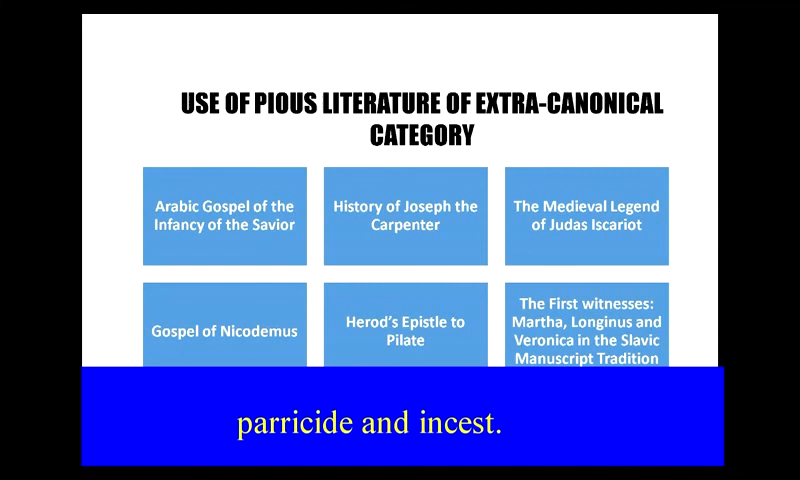 USE OF PIOUS LITERATURE OF EXTRA-CANONICAL
CATEGORY
Arabic Gospel of the
Infancy of the Savior
History of Joseph the
Carpenter
The Medieval Legend
of Judas Iscariot
Gospel of Nicodemus
Herod's Epistle to
Pilate
The First witnesses:
Martha, Longinus and
Veronica in the Slavic
Manuscript Tradition
parricide and incest.